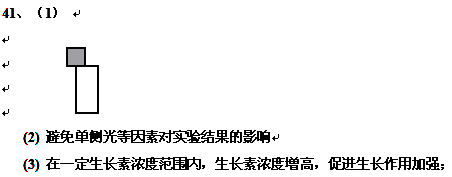 41、（1）
(2) 避免单侧光等因素对实验结果的影响
(3) 在一定生长素浓度范围内，生长素浓度增高，促进生长作用加强；